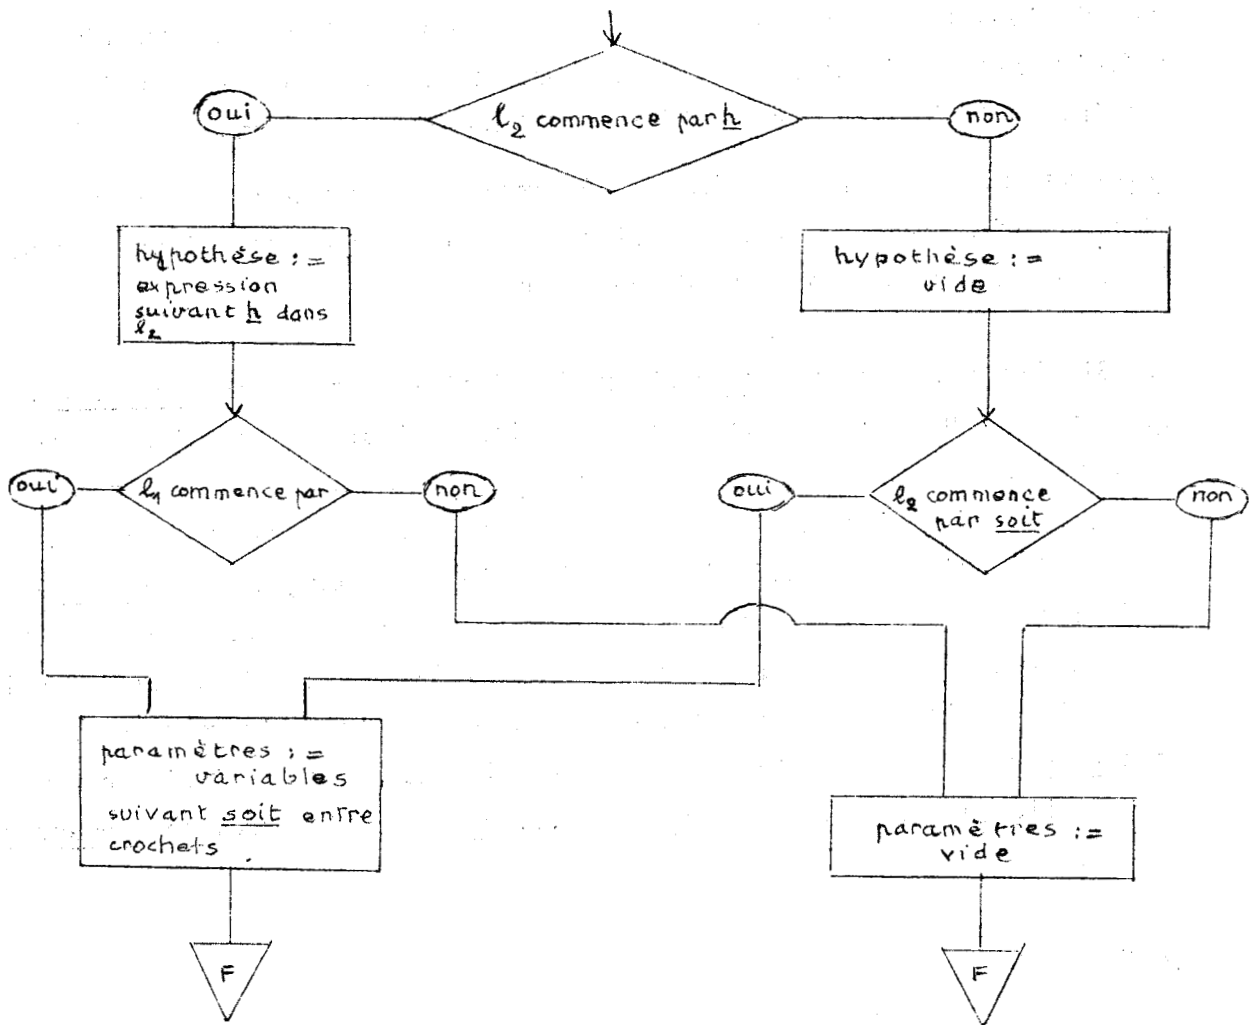 oui
ℓ₂ commence par h
non
hypothèse :=
expression
suivant h dans
ℓ₂
hypothèse :=
vide
oui
ℓ₁ commence par
non
oui
ℓ₂ commence
par soit
non
paramètres :=
variables
suivant soit entre
crochets
paramètres :=
vide
F
F